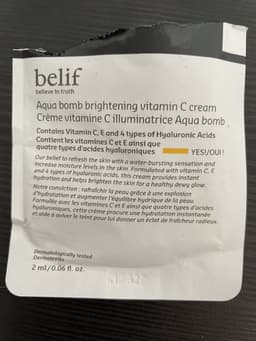 belif
believe in truth
Aqua bomb brightening vitamin C cream
Crème vitamine C illuminatrice Aqua bomb
Contains Vitamin C, E and 4 types of Hyaluronic Acids
Contient les vitamines C et E ainsi que
quatre types d'acides hyaluroniques YES!/OUI!
Our belief to refresh the skin with a water-bursting sensation and
increase moisture levels in the skin. Formulated with vitamin C, E
and 4 types of hyaluronic acids, this cream provides instant
hydration and helps brighten the skin for a healthy dewy glow.
Notre conviction : rafraîchir la peau grâce à une explosion
d'hydratation et augmenter l'équilibre hydrique de la peau.
Formulée avec les vitamines C et E ainsi que quatre types d'acides
hyaluroniques, cette crème procure une hydratation instantanée
et aide à aviver le teint pour lui donner un éclat de fraîcheur radieux.
Dermatologically tested
Dermotestée
2 ml/0.06 fl. oz.